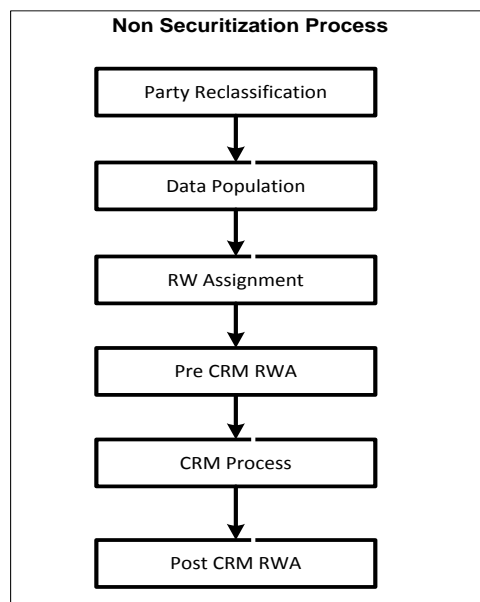 Non Securitization Process
Party Reclassification
Data Population
RW Assignment
Pre CRM RWA
CRM Process
Post CRM RWA